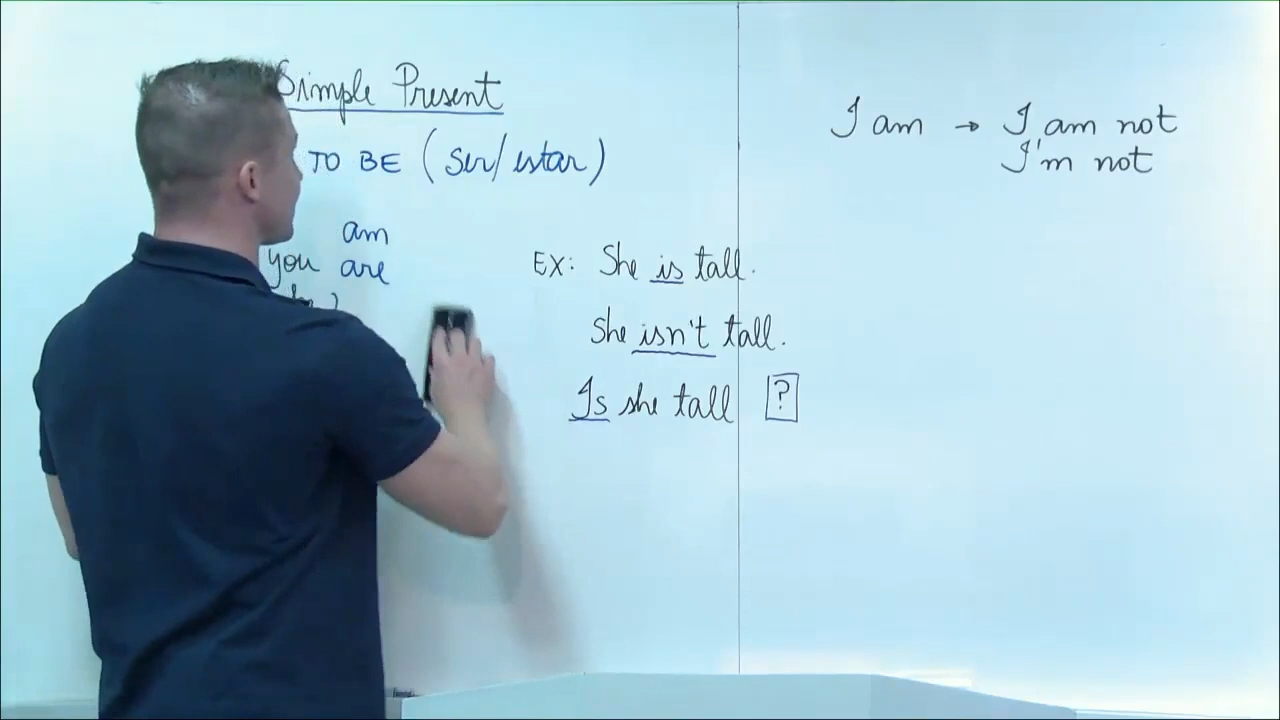 Simple Present
TO BE (ser/estar)
am
you are
EX: She is tall.
She isn't tall.
Is she tall ?
I am → I am not
I'm not